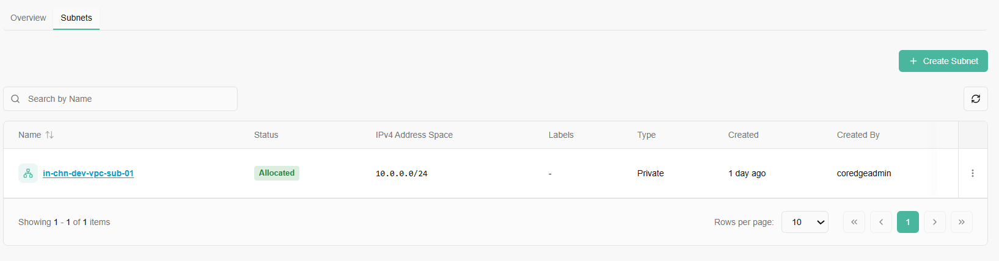 Overview Subnets
Create Subnet
Search by Name
Name Status IPv4 Address Space Labels Type Created Created By
in-chn-dev-vpc-sub-01 Allocated 10.0.0.0/24 - Private 1 day ago coredgeadmin
Showing 1 - 1 of 1 items Rows per page: 10 1